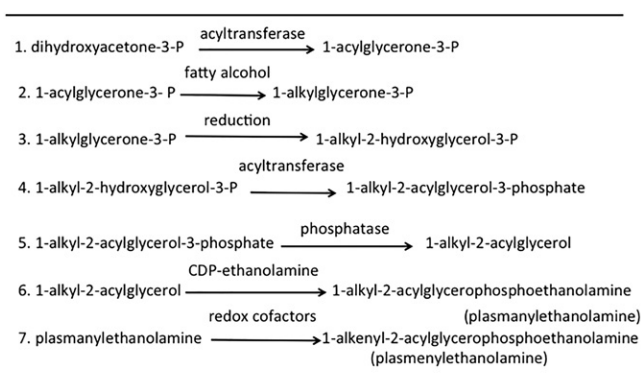 acyltransferase
1. dihydroxyacetone-3-P 1-acylglycerone-3-P
fatty alcohol
2. 1-acylglycerone-3- P 1-alkylglycerone-3-P
reduction
3. 1-alkylglycerone-3-P 1-alkyl-2-hydroxyglycerol-3-P
acyltransferase
4. 1-alkyl-2-hydroxyglycerol-3-P 1-alkyl-2-acylglycerol-3-phosphate
phosphatase
5. 1-alkyl-2-acylglycerol-3-phosphate 1-alkyl-2-acylglycerol
CDP-ethanolamine
6. 1-alkyl-2-acylglycerol 1-alkyl-2-acylglycerophosphoethanolamine
redox cofactors (plasmanylethanolamine)
7. plasmanylethanolamine 1-alkenyl-2-acylglycerophosphoethanolamine
(plasmenylethanolamine)